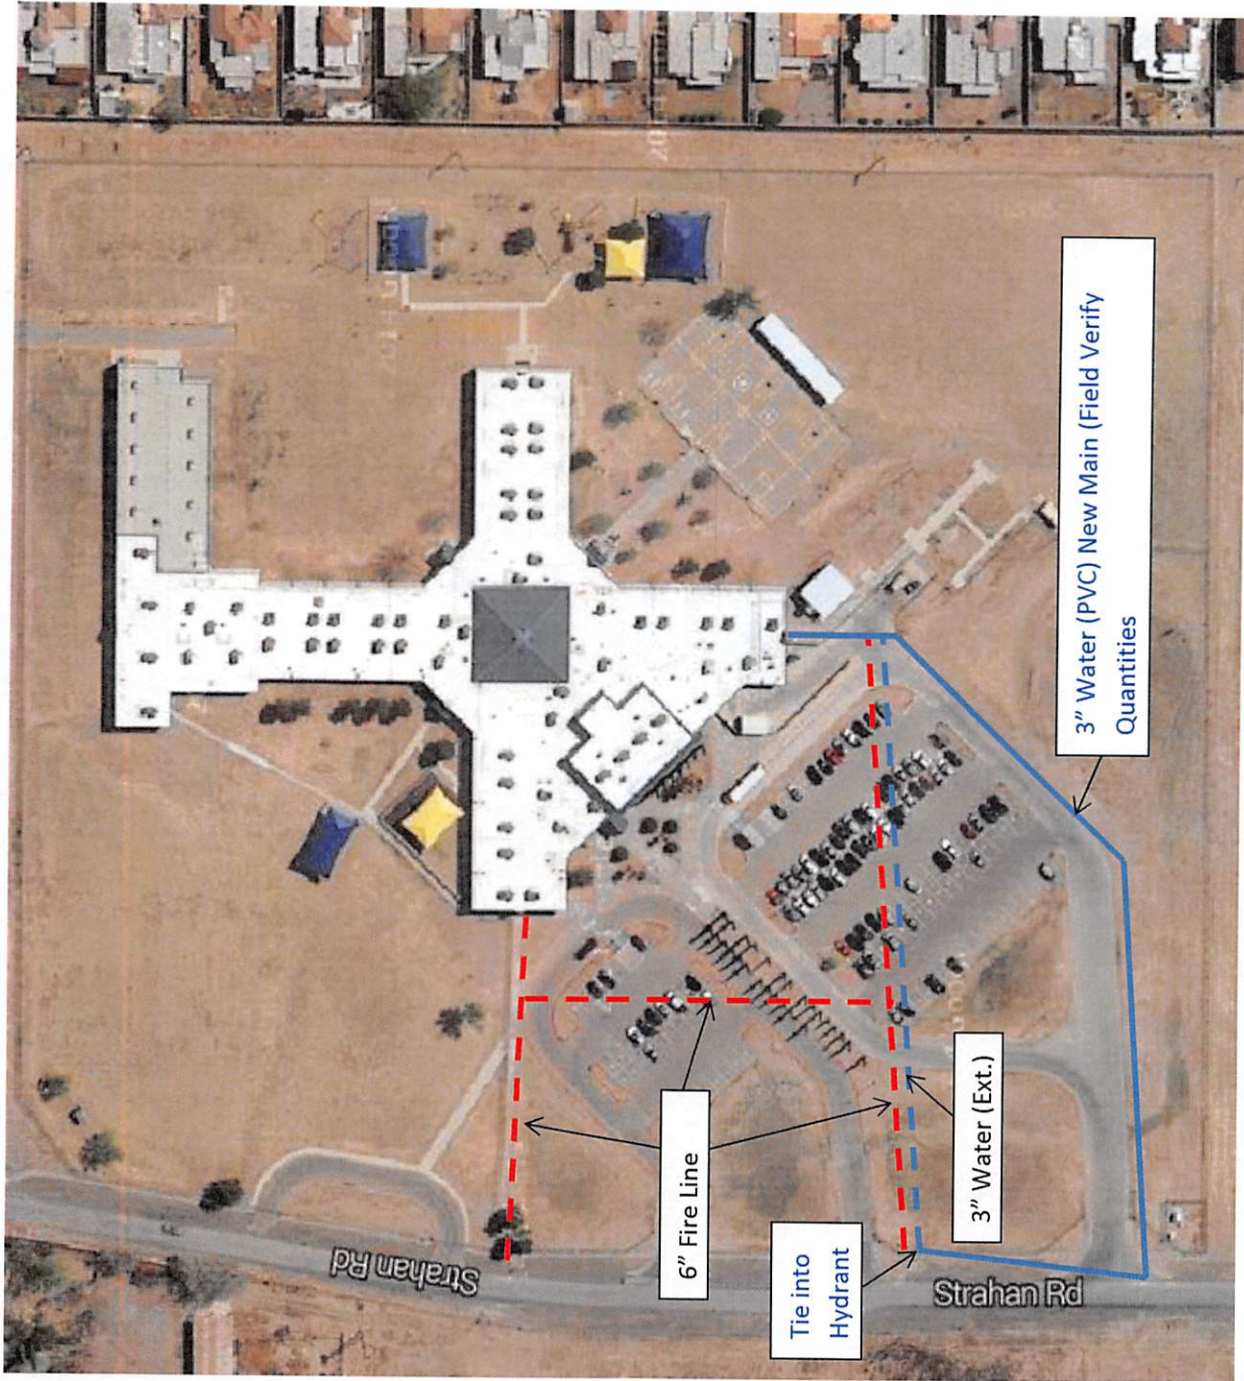 3" Water (PVC) New Main (Field Verify
Quantities
3" Water (Ext.)
6" Fire Line
Tie into
Hydrant
Strahan Rd
Strahan Rd